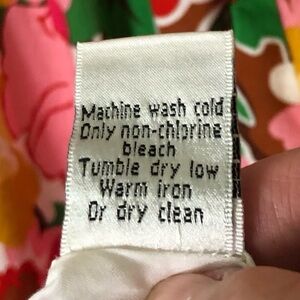 Machine wash cold
Only non-chlorine
bleach
Tumble dry low
Warm iron
Or dry clean